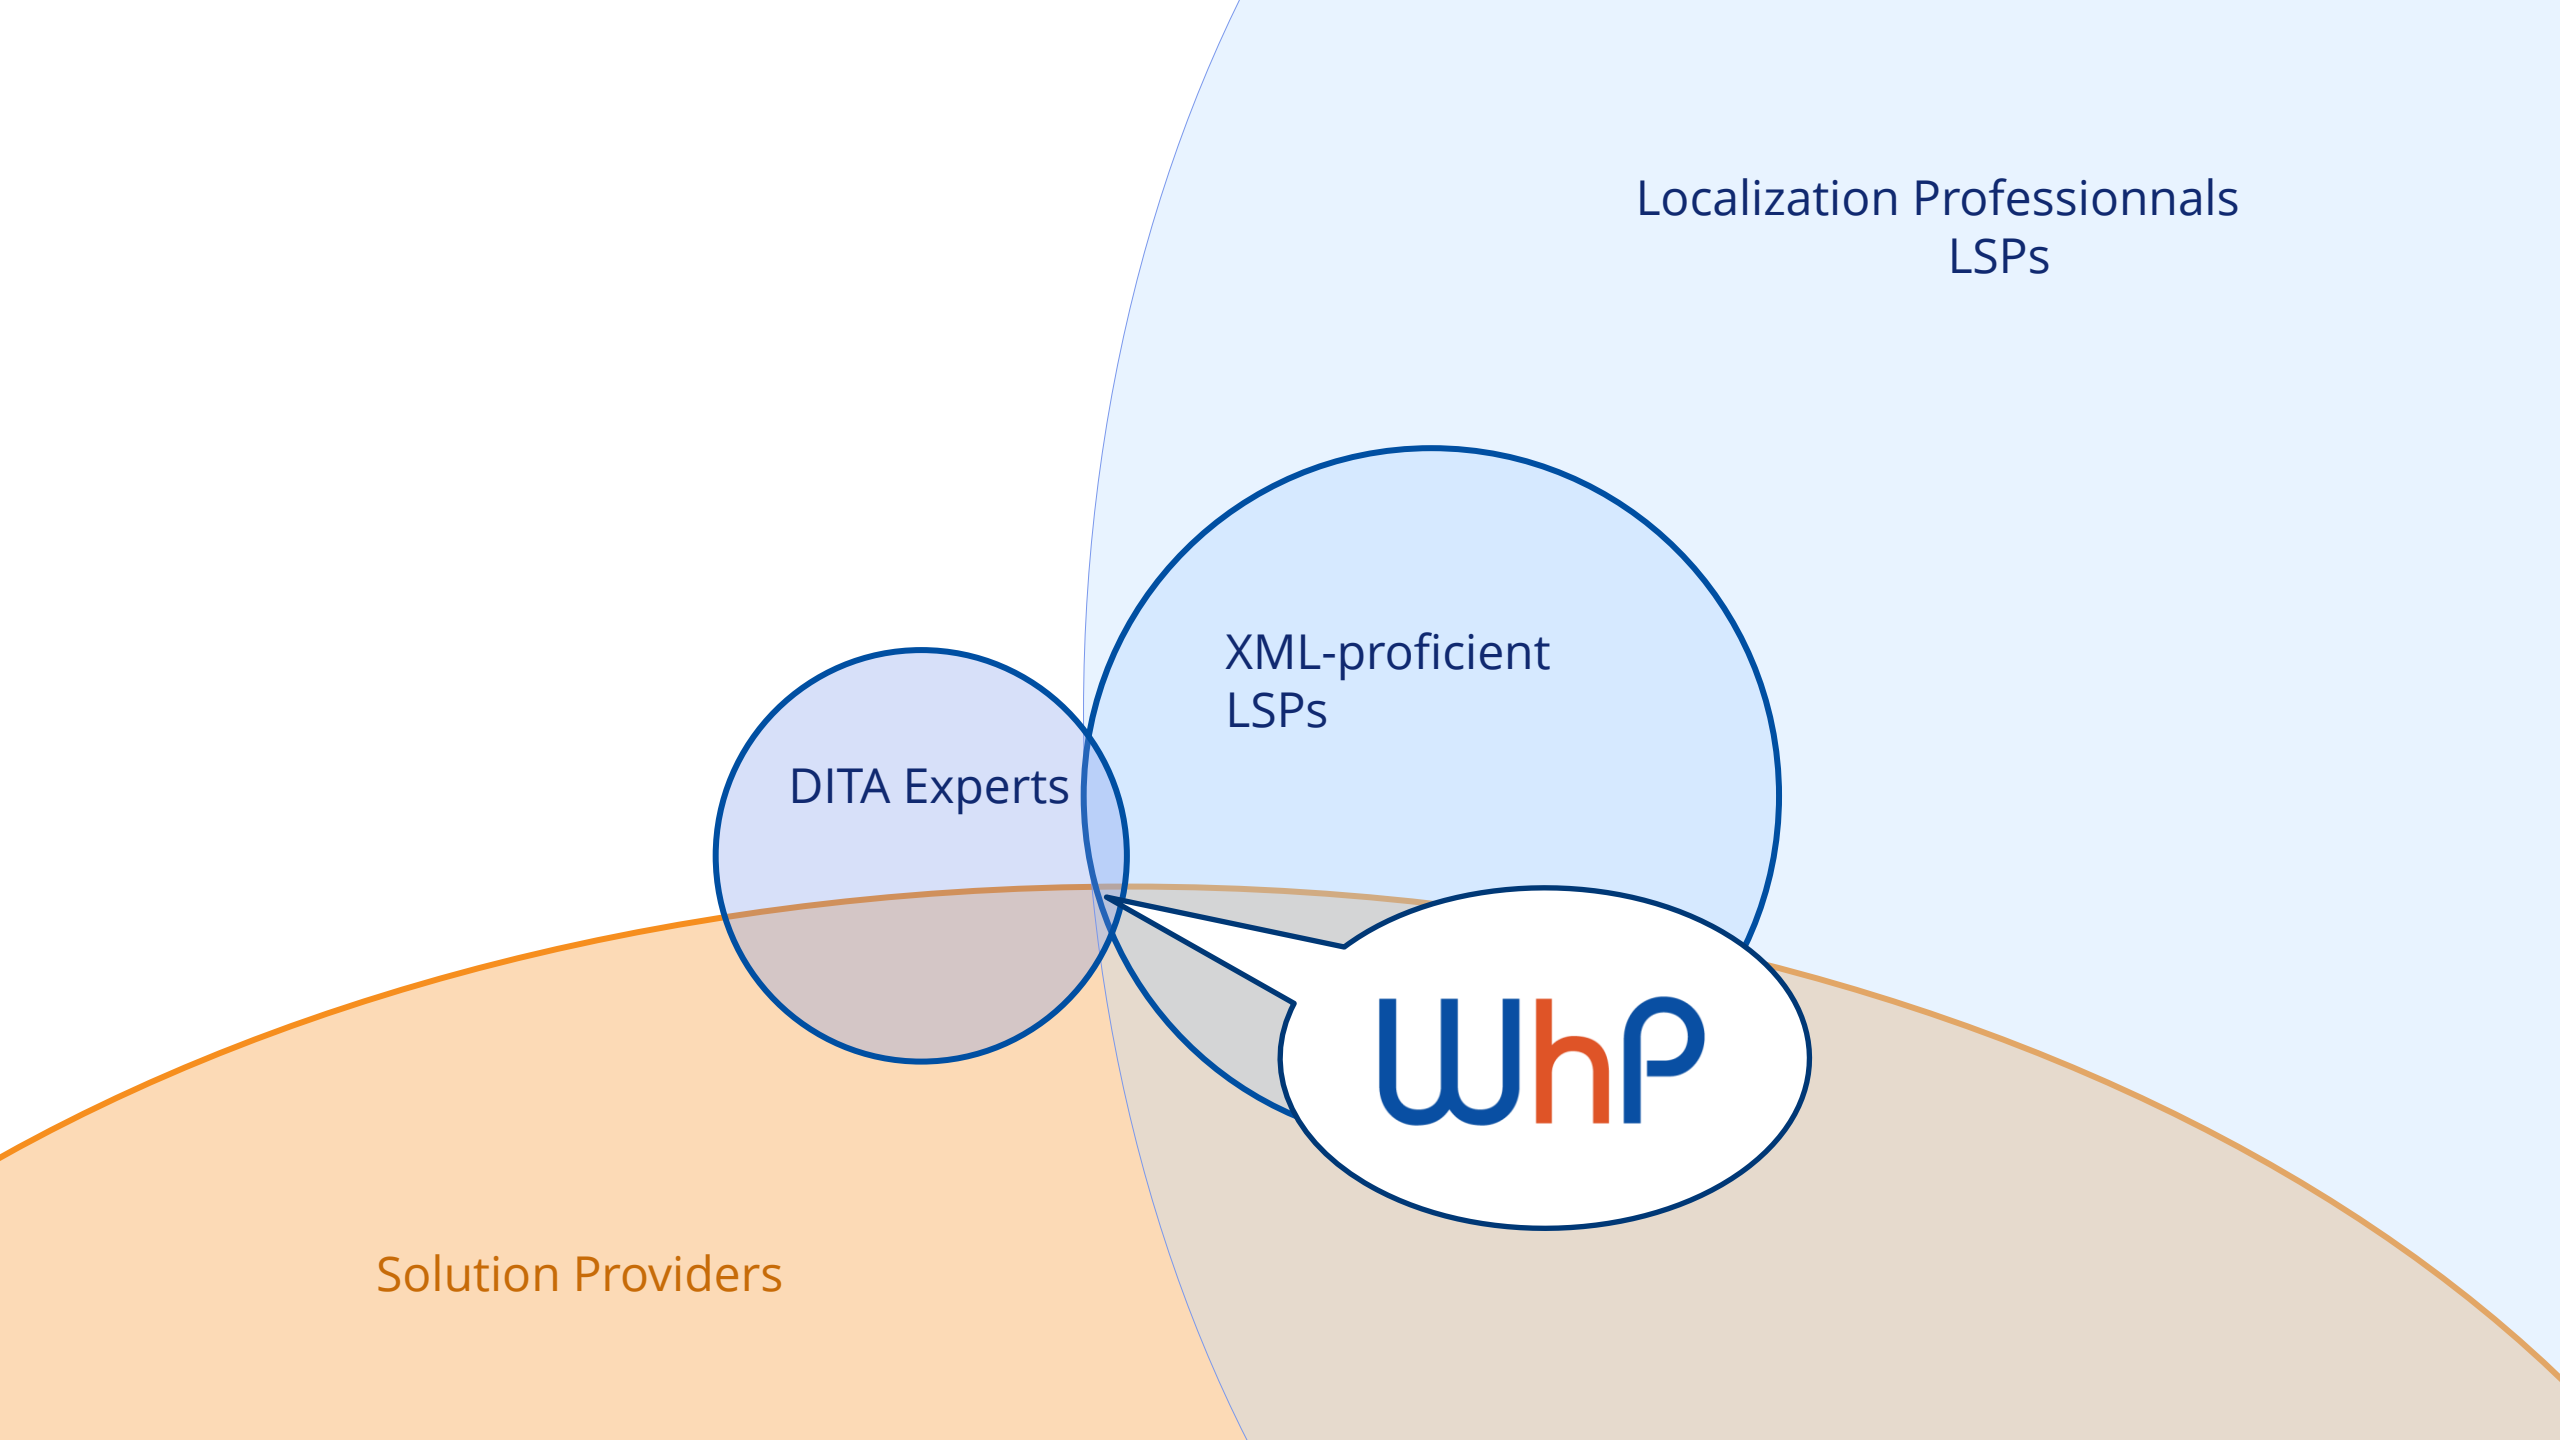 Localization Professionnals
LSPs
XML-proficient
LSPs
DITA Experts
WhP
Solution Providers